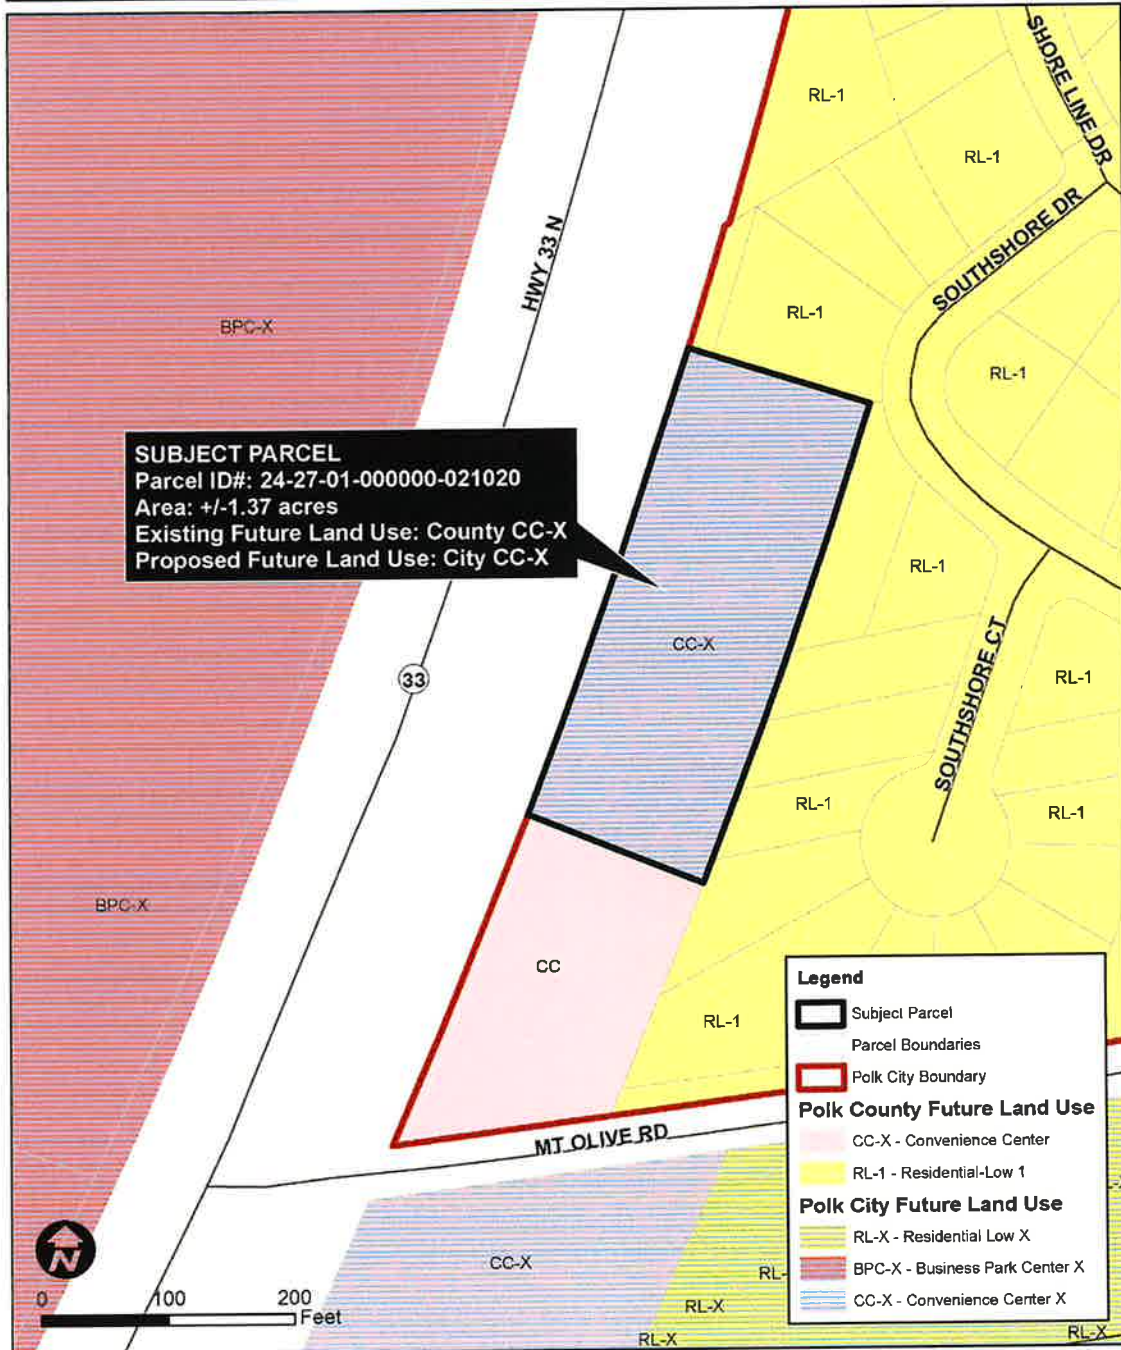 SHORE LINE DR
RL-1
RL-1
SOUTHSHORE DR
HWY 33 N
RL-1
BPC-X
RL-1
SUBJECT PARCEL
Parcel ID#: 24-27-01-000000-021020
Area: +/-1.37 acres
Existing Future Land Use: County CC-X
Proposed Future Land Use: City CC-X
RL-1
CC-X
33
RL-1
SOUTHSHORE CT
RL-1
RL-1
BPC-X
CC
RL-1
MT OLIVE RD
Legend
Subject Parcel
Parcel Boundaries
Polk City Boundary
Polk County Future Land Use
CC-X - Convenience Center
RL-1 - Residential-Low 1
Polk City Future Land Use
RL-X - Residential Low X
BPC-X - Business Park Center X
CC-X - Convenience Center X
N
0 100 200
Feet
CC-X
RL-
RL-X
RL-X
RL-X